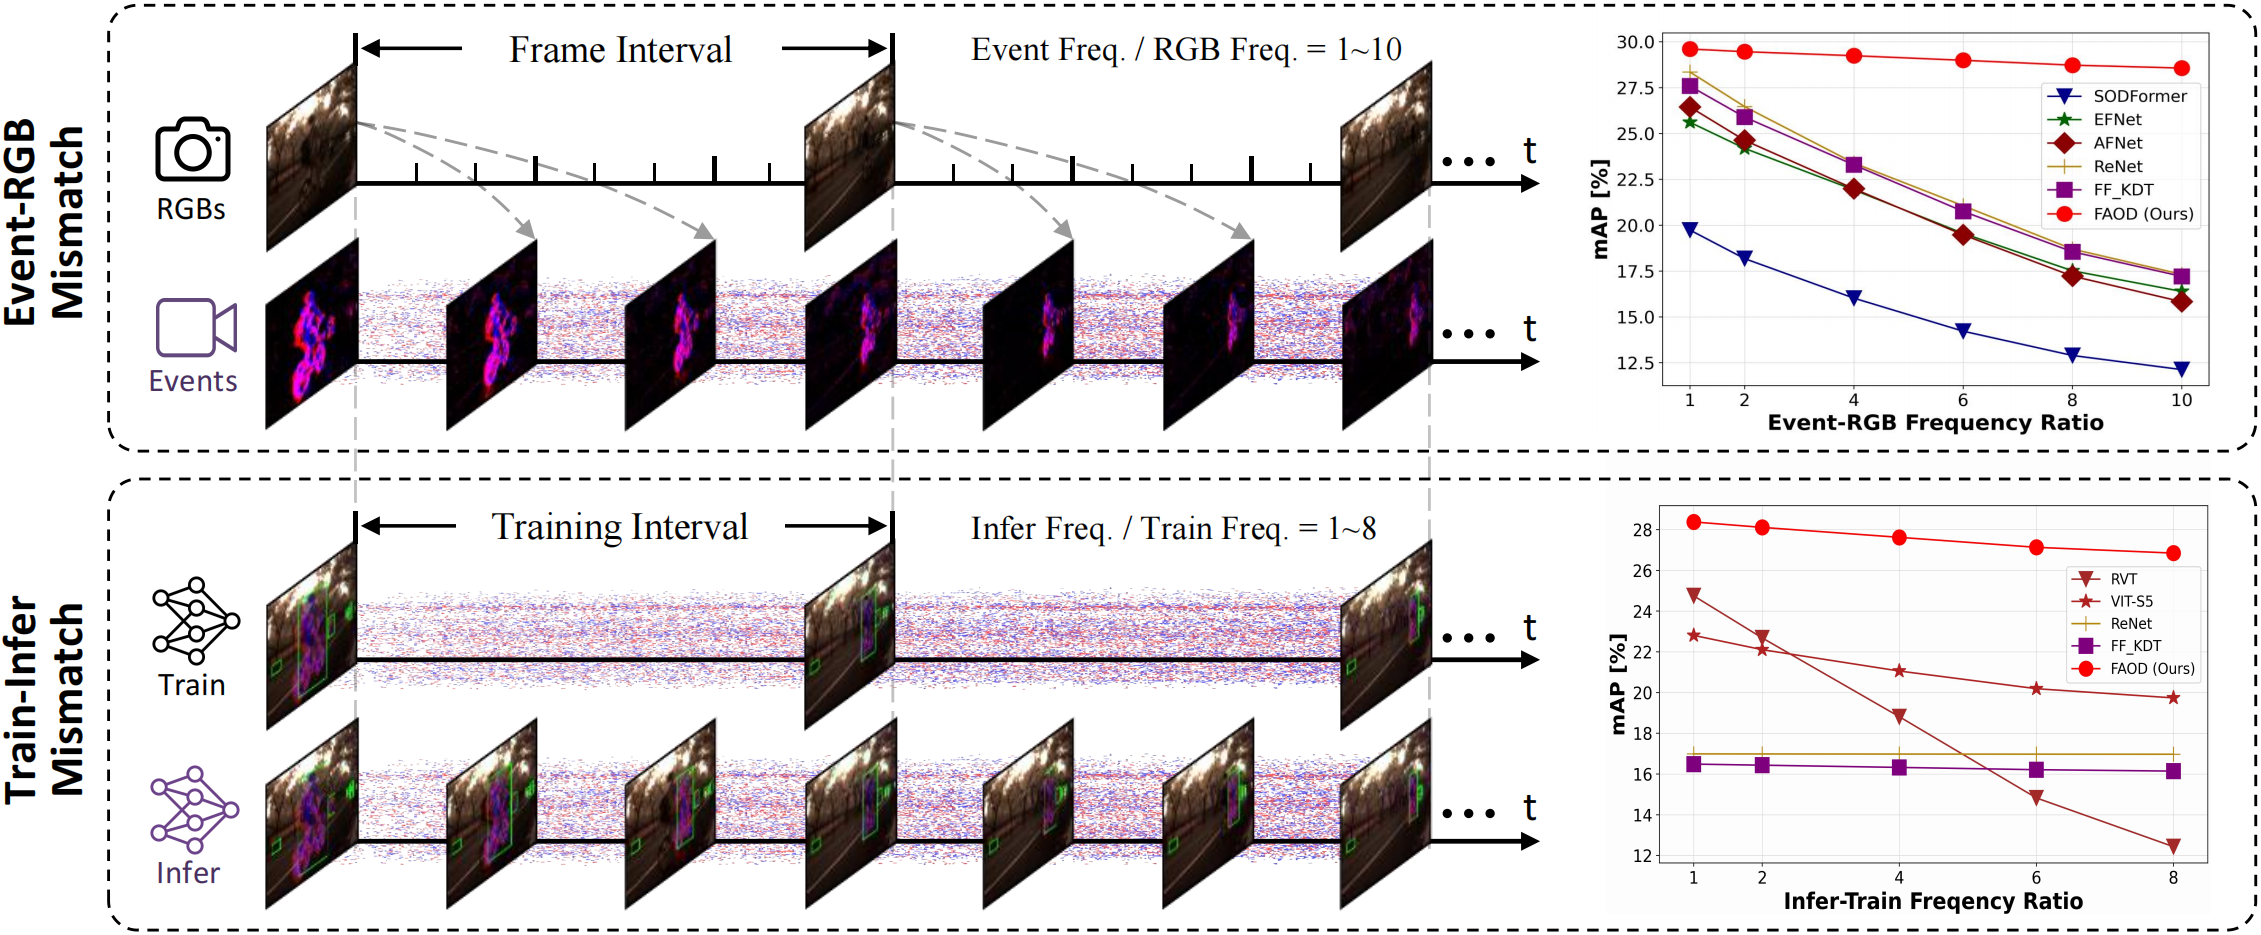 Event-RGB
Mismatch
Frame Interval
Event Freq. / RGB Freq. = 1~10
RGBs
t
Events
t
mAP [%]
30.0
27.5
25.0
22.5
20.0
17.5
15.0
12.5
SODFormer
EFNet
AFNet
ReNet
FF_KDT
FAOD (Ours)
1 2 4 6 8 10
Event-RGB Frequency Ratio
Train-Infer
Mismatch
Training Interval
Infer Freq. / Train Freq. = 1~8
Train
t
Infer
t
mAP [%]
28
26
24
22
20
18
16
14
12
RVT
VIT-S5
ReNet
FF_KDT
FAOD (Ours)
1 2 4 6 8
Infer-Train Freqency Ratio